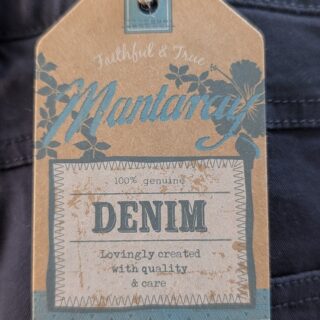 Faithful & True
Mantaray
100% genuine
DENIM
Lovingly created
with quality
& care